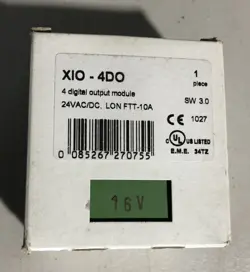 XIO - 4DO
1
piece
4 digital output module
24VAC/DC, LON FTT-10A
SW 3.0
CE 1027
0 085267 270755
C UL US LISTED
E.M.E. 34TZ
16V